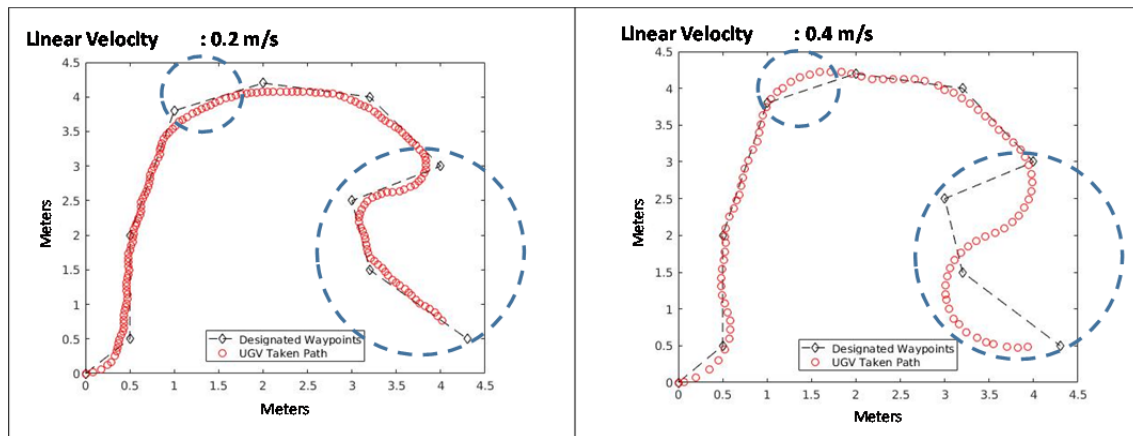 Linear Velocity : 0.2 m/s
4.5
4
3.5
3
2.5
2
1.5
1
0.5
0
Meters
Designated Waypoints
UGV Taken Path
0 0.5 1 1.5 2 2.5 3 3.5 4 4.5
Meters
Linear Velocity : 0.4 m/s
4.5
4
3.5
3
2.5
2
1.5
1
0.5
0
Meters
Designated Waypoints
UGV Taken Path
0 0.5 1 1.5 2 2.5 3 3.5 4 4.5
Meters